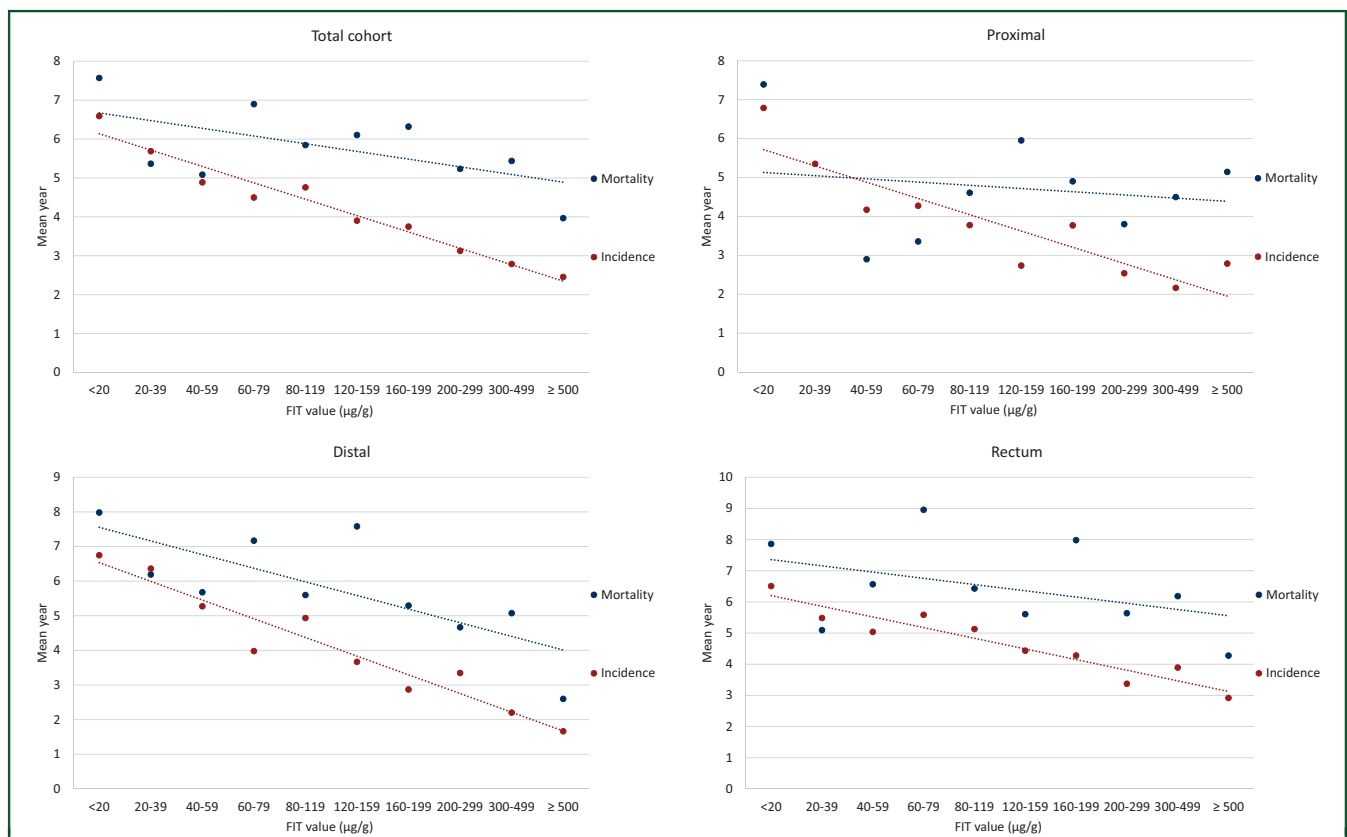 Total cohort
8
7
6
5
4
3
2
1
0
Mean year
<20 20-39 40-59 60-79 80-119 120-159 160-199 200-299 300-499 ≥ 500
FIT value (µg/g)
Mortality
Incidence
Proximal
8
7
6
5
4
3
2
1
0
Mean year
<20 20-39 40-59 60-79 80-119 120-159 160-199 200-299 300-499 ≥ 500
FIT value (µg/g)
Mortality
Incidence
Distal
9
8
7
6
5
4
3
2
1
0
Mean year
<20 20-39 40-59 60-79 80-119 120-159 160-199 200-299 300-499 ≥ 500
FIT value (µg/g)
Mortality
Incidence
Rectum
10
9
8
7
6
5
4
3
2
1
0
Mean year
<20 20-39 40-59 60-79 80-119 120-159 160-199 200-299 300-499 ≥ 500
FIT value (µg/g)
Mortality
Incidence